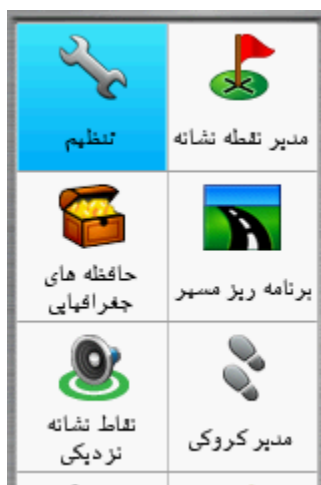 مدیر نقطه نشانه
تنظیم
برنامه ریز مسیر
حافظه های
جغرافیایی
مدیر کروکی
نقاط نشانه
نزدیکی